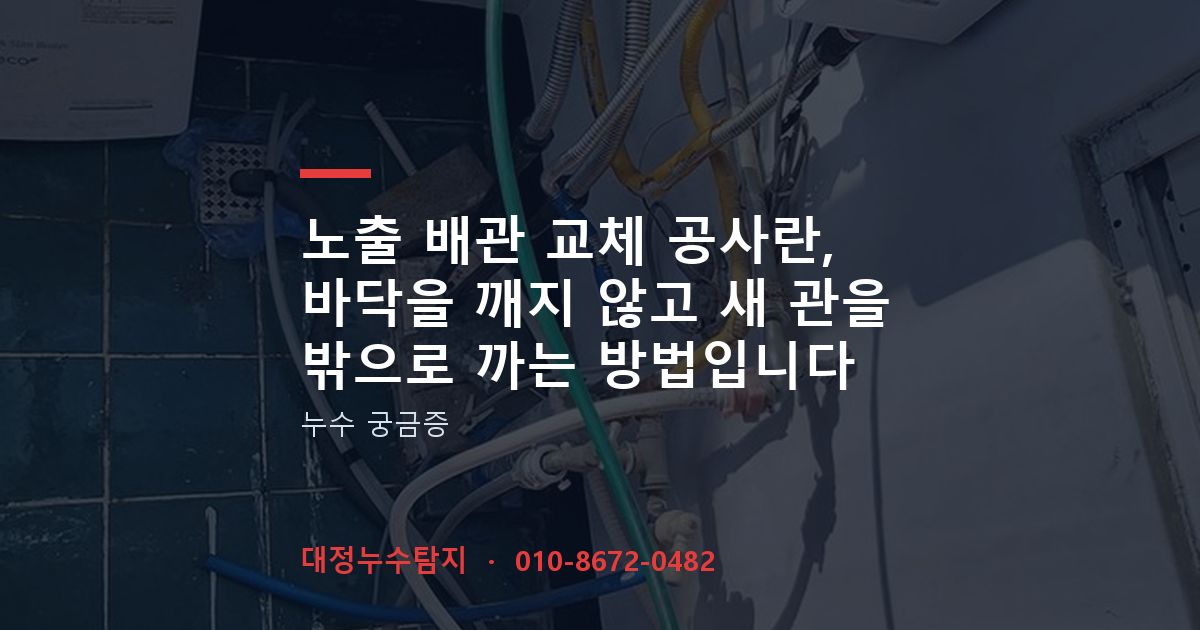 노출 배관 교체 공사란,
바닥을 깨지 않고 새 관을
밖으로 까는 방법입니다
누수 궁금증
대정누수탐지 · 010-8672-0482